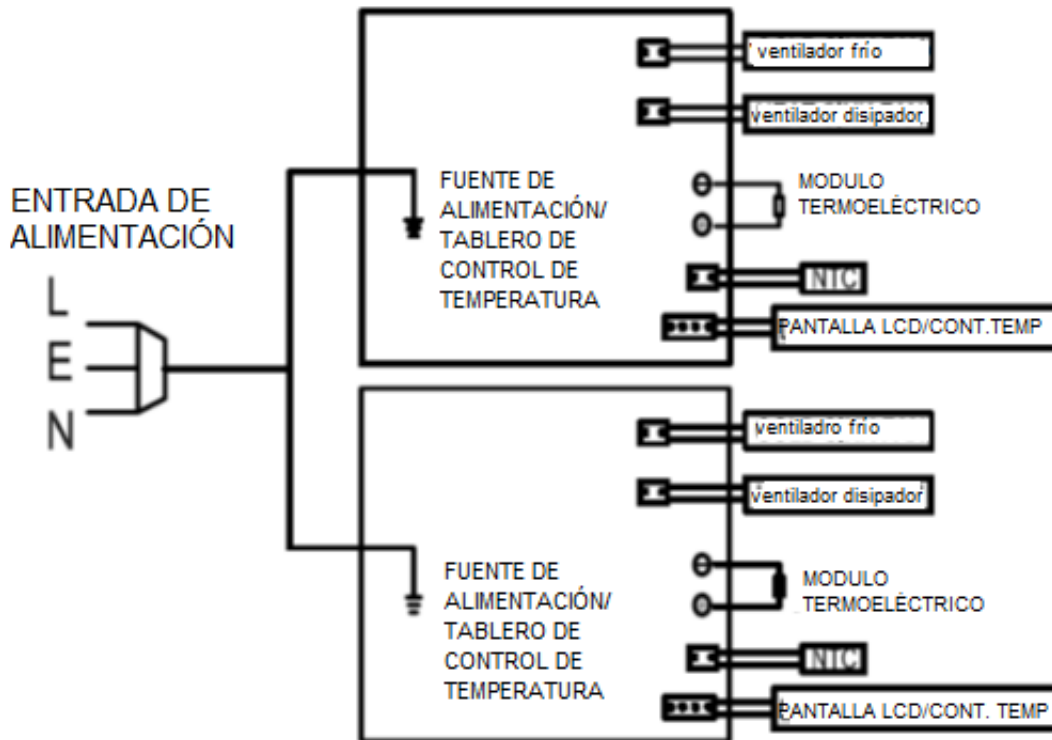 ventilador frío
ventilador disipador
ENTRADA DE
ALIMENTACIÓN
L
E
N
FUENTE DE
ALIMENTACIÓN/
TABLERO DE
CONTROL DE
TEMPERATURA
MODULO
TERMOELÉCTRICO
NTC
PANTALLA LCD/CONT.TEMP
ventiladro frío
ventilador disipador
FUENTE DE
ALIMENTACIÓN/
TABLERO DE
CONTROL DE
TEMPERATURA
MODULO
TERMOELÉCTRICO
NTC
PANTALLA LCD/CONT. TEMP